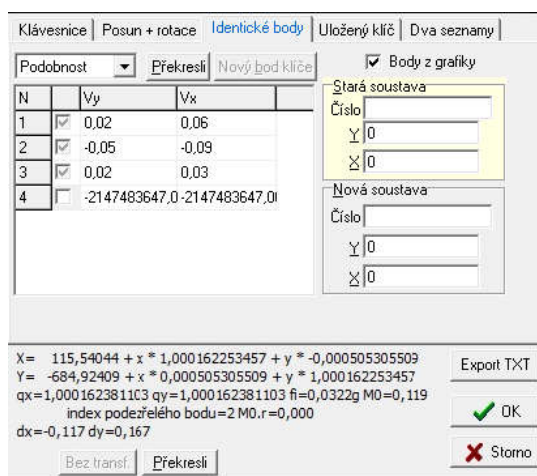 Klávesnice Posun + rotace Identické body Uložený klíč Dva seznamy
Podobnost Překresli Nový bod klíče Body z grafiky
N Vy Vx
1 0,02 0,06
2 -0,05 -0,09
3 0,02 0,03
4 -2147483647,0 -2147483647,0
Stará soustava
Číslo
Y 0
X 0
Nová soustava
Číslo
Y 0
X 0
X= 115,54044 + x * 1,000162253457 + y * -0,000505305509
Y= -684,92409 + x * 0,000505305509 + y * 1,000162253457
qx=1,000162381103 qy=1,000162381103 fi=0,0322g M0=0,119
index podezřelého bodu=2 M0.r=0,000
dx=-0,117 dy=0,167
Bez transf. Překresli
Export TXT
OK
Storno